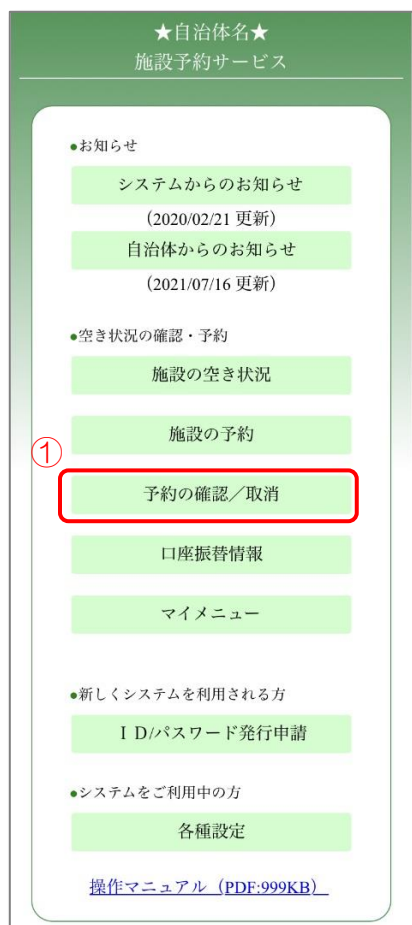 ★自治体名★
施設予約サービス
●お知らせ
システムからのお知らせ
（2020/02/21 更新）
自治体からのお知らせ
（2021/07/16 更新）
●空き状況の確認・予約
施設の空き状況
施設の予約
①
予約の確認／取消
口座振替情報
マイメニュー
●新しくシステムを利用される方
ＩＤ/パスワード発行申請
●システムをご利用中の方
各種設定
操作マニュアル（PDF:999KB）